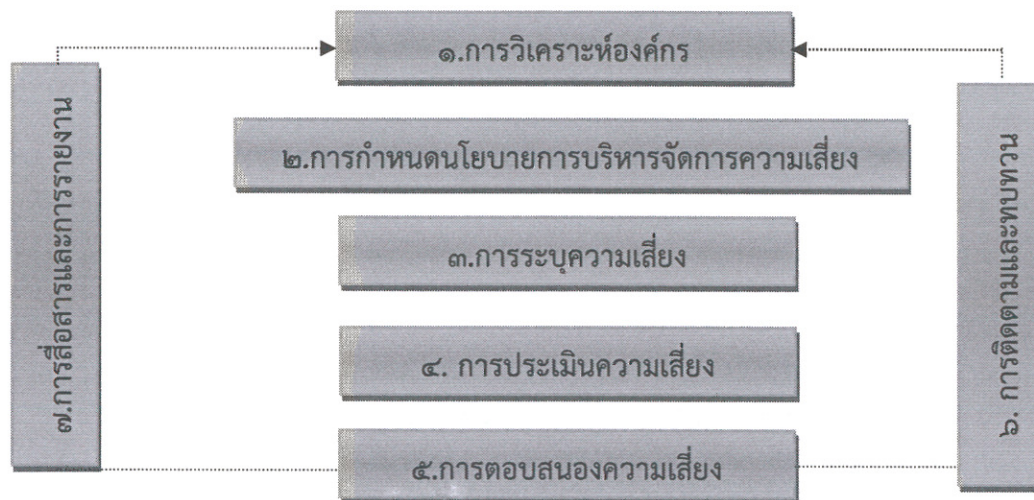 ๑.การวิเคราะห์องค์กร
๒.การกำหนดนโยบายการบริหารจัดการความเสี่ยง
๓.การระบุความเสี่ยง
๔. การประเมินความเสี่ยง
๕.การตอบสนองความเสี่ยง
๖. การติดตามและทบทวน
๗.การสื่อสารและการรายงาน